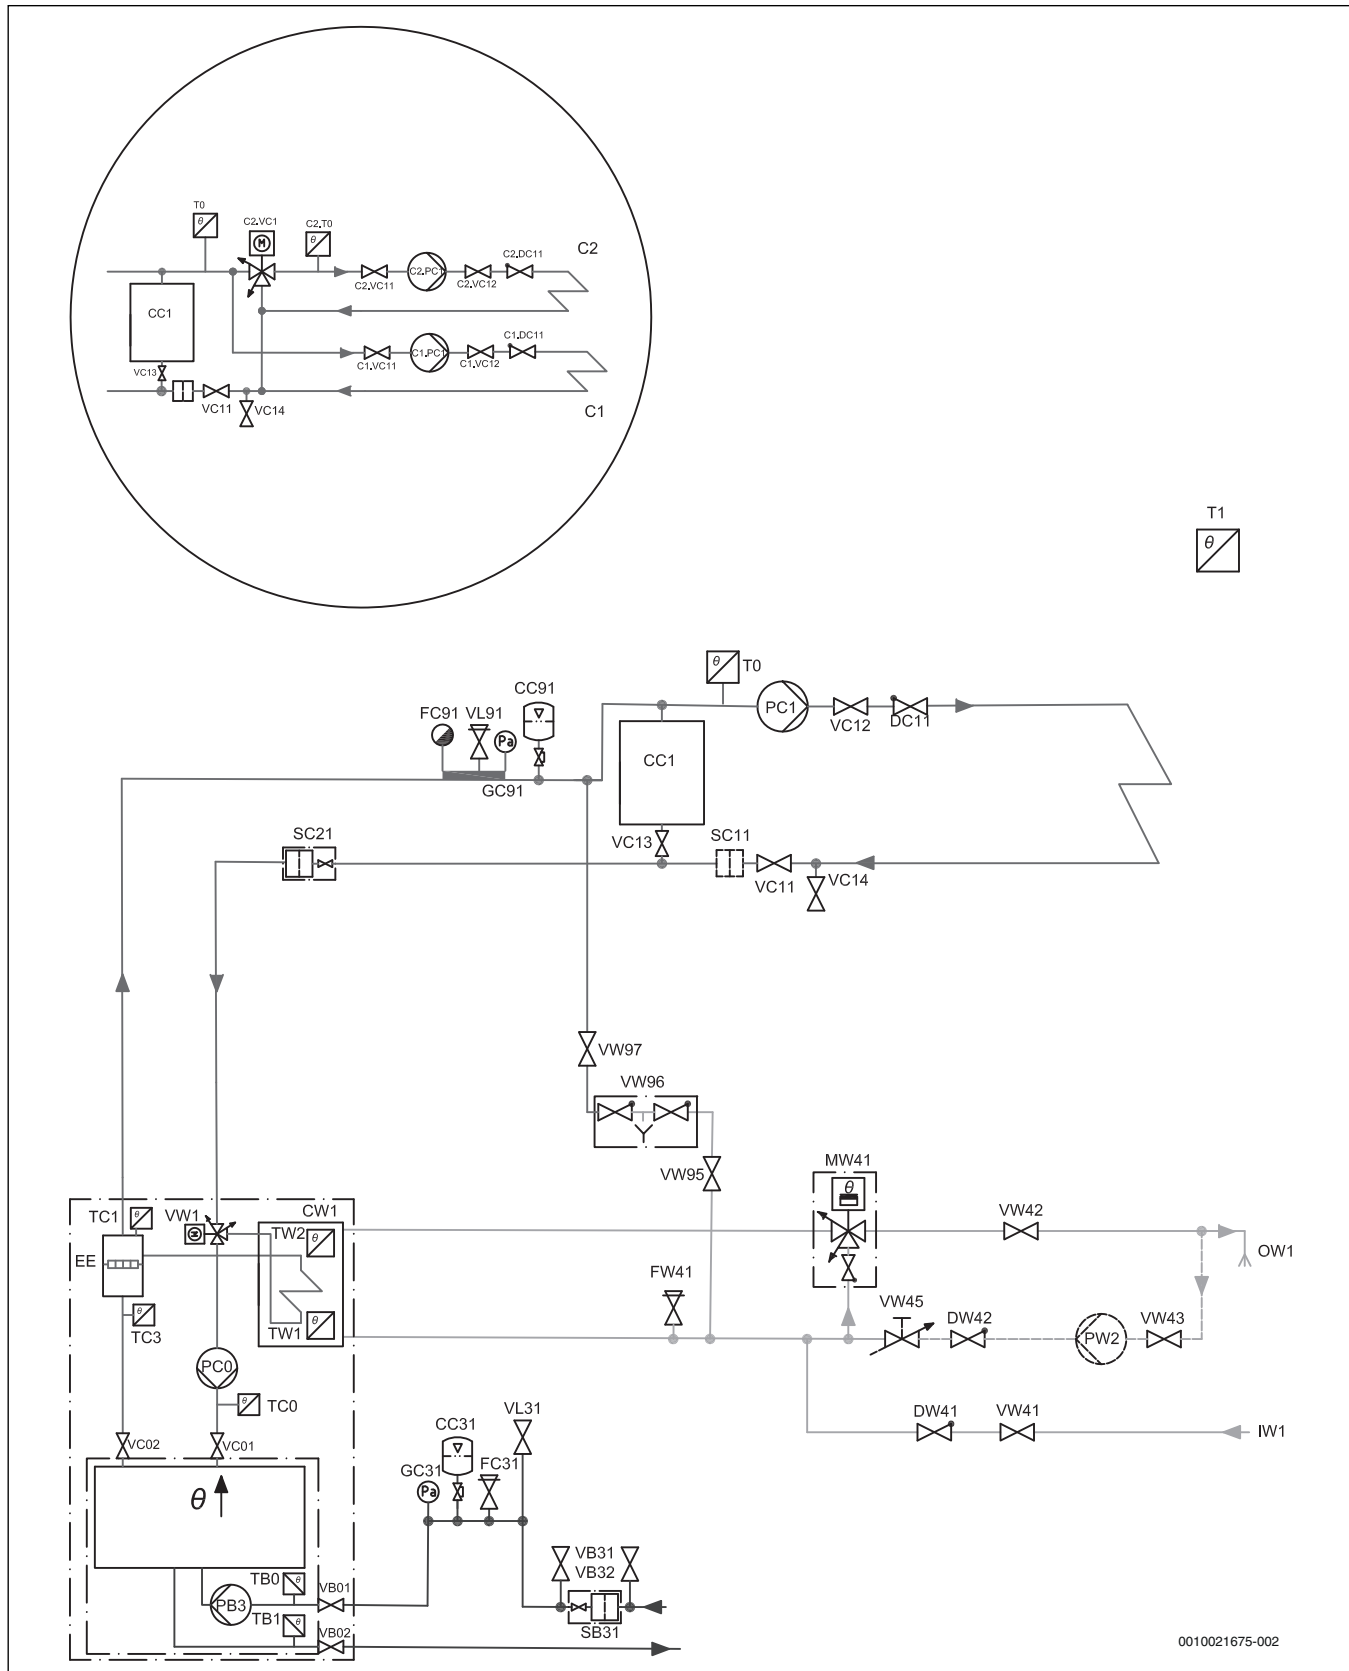 T0
C2.VC1
M
C2.T0
θ
θ
C2
C2.DC11
C2.PC1
C2.VC11
C2.VC12
CC1
C1.DC11
C1.PC1
C1.VC11
C1.VC12
VC13
VC11
VC14
C1
T1
θ
θ
T0
CC91
FC91
VL91
Pa
PC1
VC12
DC11
GC91
CC1
SC21
VC13
SC11
VC11
VC14
VW97
VW96
VW95
MW41
θ
TC1
θ
VW1
M
CW1
TW2
θ
VW42
OW1
EE
FW41
TC3
θ
TW1
θ
VW45
DW42
PW2
VW43
PC0
TC0
θ
VL31
DW41
VW41
IW1
VC02
VC01
CC31
GC31
FC31
Pa
θ
VB31
VB32
TB0
θ
VB01
PB3
TB1
θ
VB02
SB31
0010021675-002